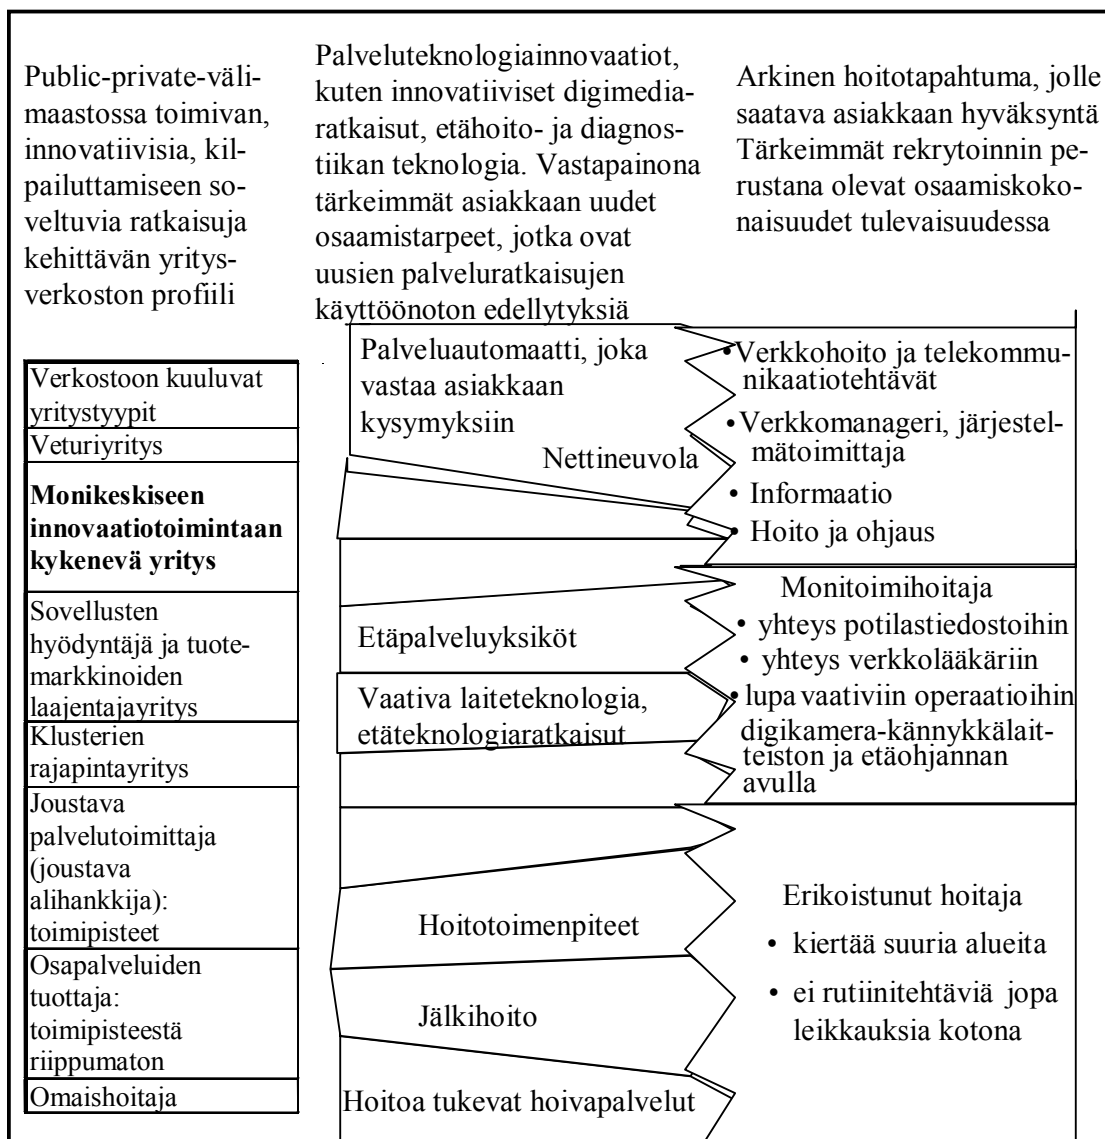 Public-private-väli-
maastossa toimivan,
innovatiivisia, kil-
pailuttamiseen so-
veltuvia ratkaisuja
kehittävän yritys-
verkoston profiili
Palveluteknologiainnovaatiot,
kuten innovatiiviset digimedia-
ratkaisut, etähoito- ja diagnos-
tiikan teknologia. Vastapainona
tärkeimmät asiakkaan uudet
osaamistarpeet, jotka ovat
uusien palveluratkaisujen
käyttöönoton edellytyksiä
Arkinen hoitotapahtuma, jolle
saatava asiakkaan hyväksyntä
Tärkeimmät rekrytoinnin pe-
rustana olevat osaamiskoko-
naisuudet tulevaisuudessa
Verkostoon kuuluvat
yritystyypit
Veturiyritys
Monikeskiseen
innovaatiotoimintaan
kykenevä yritys
Sovellusten
hyödyntäjä ja tuote-
markkinoiden
laajentajayritys
Klusterien
rajapintayritys
Joustava
palvelutoimittaja
(joustava
alihankkija):
toimipisteet
Osapalveluiden
tuottaja:
toimipisteestä
riippumaton
Omaishoitaja
Palveluautomaatti, joka
vastaa asiakkaan
kysymyksiin
Nettineuvola
Etäpalveluyksiköt
Vaativa laiteteknologia,
etäteknologiaratkaisut
Hoitotoimenpiteet
Jälkihoito
Hoitoa tukevat hoivapalvelut
•Verkkohoito ja telekommu-
nikaatiotehtävät
•Verkkomanageri, järjestel-
mätoimittaja
• Informaatio
• Hoito ja ohjaus
Monitoimihoitaja
• yhteys potilastiedostoihin
• yhteys verkkolääkäriin
• lupa vaativiin operaatioihin
digikamera-kännykkälait-
teiston ja etäohjannan
avulla
Erikoistunut hoitaja
• kiertää suuria alueita
• ei rutiinitehtäviä jopa
leikkauksia kotona